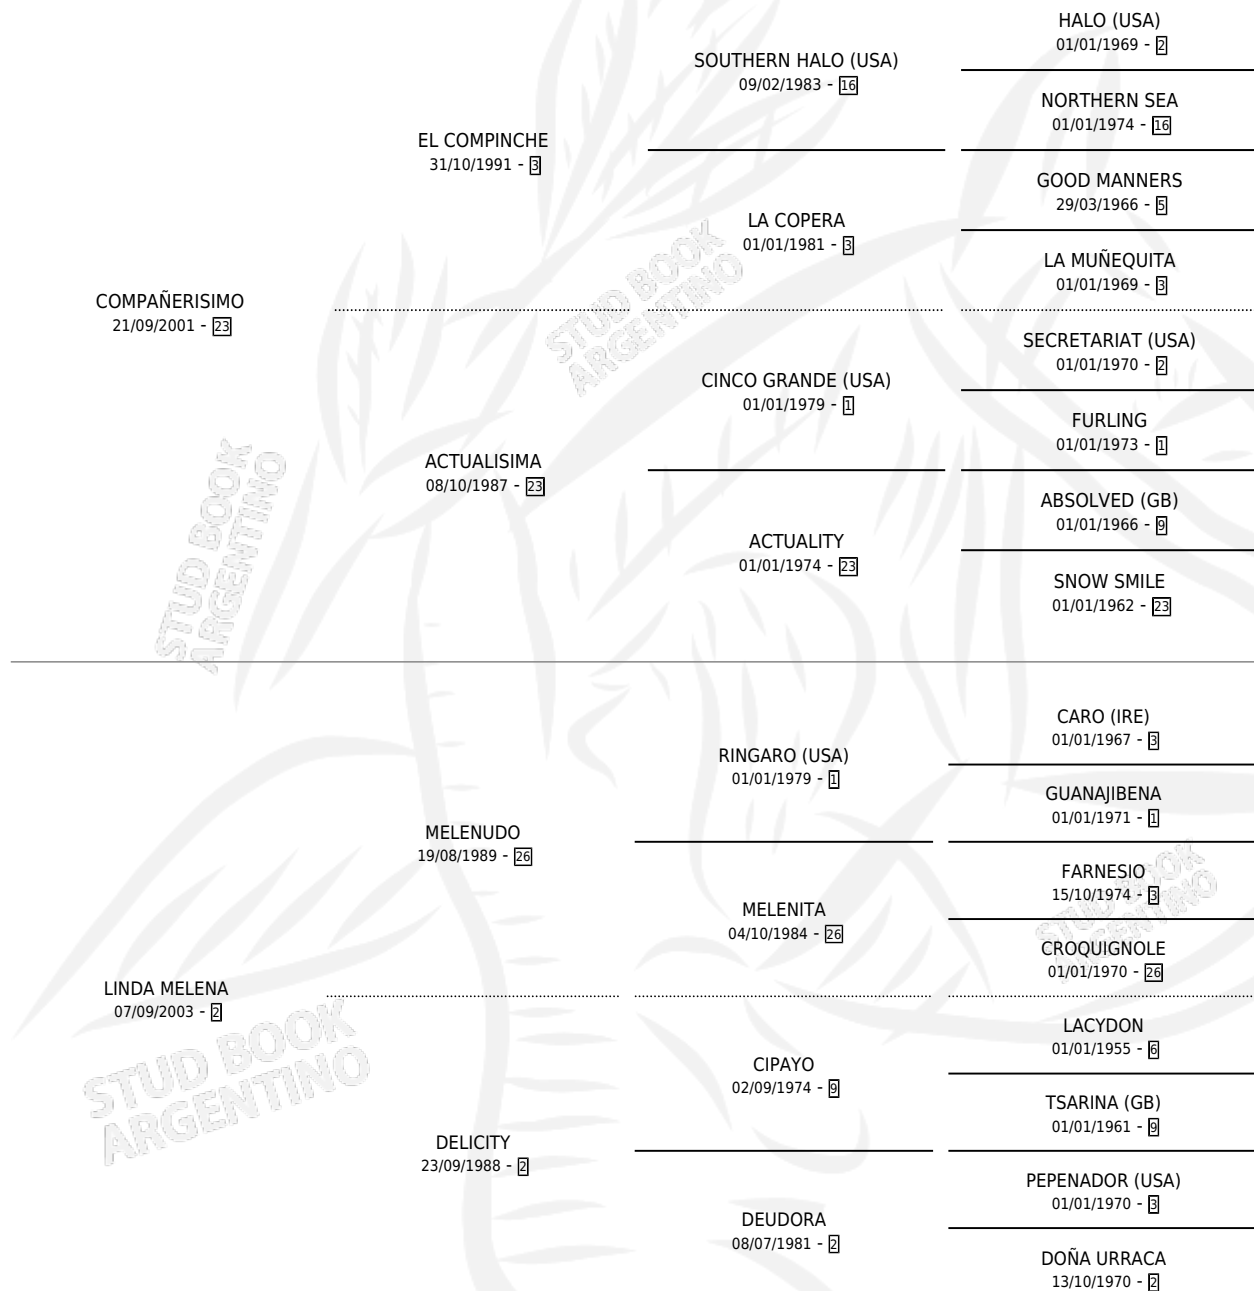 HALO (USA)
01/01/1969 - 2
SOUTHERN HALO (USA)
09/02/1983 - 16
NORTHERN SEA
01/01/1974 - 16
EL COMPINCHE
31/10/1991 - 3
GOOD MANNERS
29/03/1966 - 5
LA COPERA
01/01/1981 - 3
LA MUÑEQUITA
01/01/1969 - 3
COMPAÑERISIMO
21/09/2001 - 23
SECRETARIAT (USA)
01/01/1970 - 2
CINCO GRANDE (USA)
01/01/1979 - 1
FURLING
01/01/1973 - 1
ACTUALISIMA
08/10/1987 - 23
ABSOLVED (GB)
01/01/1966 - 9
ACTUALITY
01/01/1974 - 23
SNOW SMILE
01/01/1962 - 23
CARO (IRE)
01/01/1967 - 3
RINGARO (USA)
01/01/1979 - 1
GUANAJIBENA
01/01/1971 - 1
MELENUDO
19/08/1989 - 26
FARNESIO
15/10/1974 - 3
MELENITA
04/10/1984 - 26
CROQUIGNOLE
01/01/1970 - 26
LINDA MELENA
07/09/2003 - 2
LACYDON
01/01/1955 - 6
CIPAYO
02/09/1974 - 9
TSARINA (GB)
01/01/1961 - 9
DELICITY
23/09/1988 - 2
PEPENADOR (USA)
01/01/1970 - 3
DEUDORA
08/07/1981 - 2
DOÑA URRACA
13/10/1970 - 2
STUD BOOK
ARGENTINO
STUD BOOK
ARGENTINO
STUD BOOK
ARGENTINO
STUD BOOK
ARGENTINO